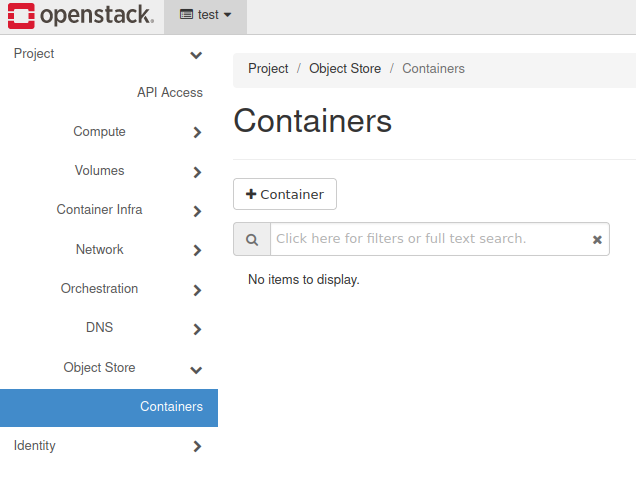 openstack.
test
Project
API Access
Compute
Volumes
Container Infra
Network
Orchestration
DNS
Object Store
Containers
Identity
Project / Object Store / Containers
Containers
+ Container
Click here for filters or full text search.
No items to display.